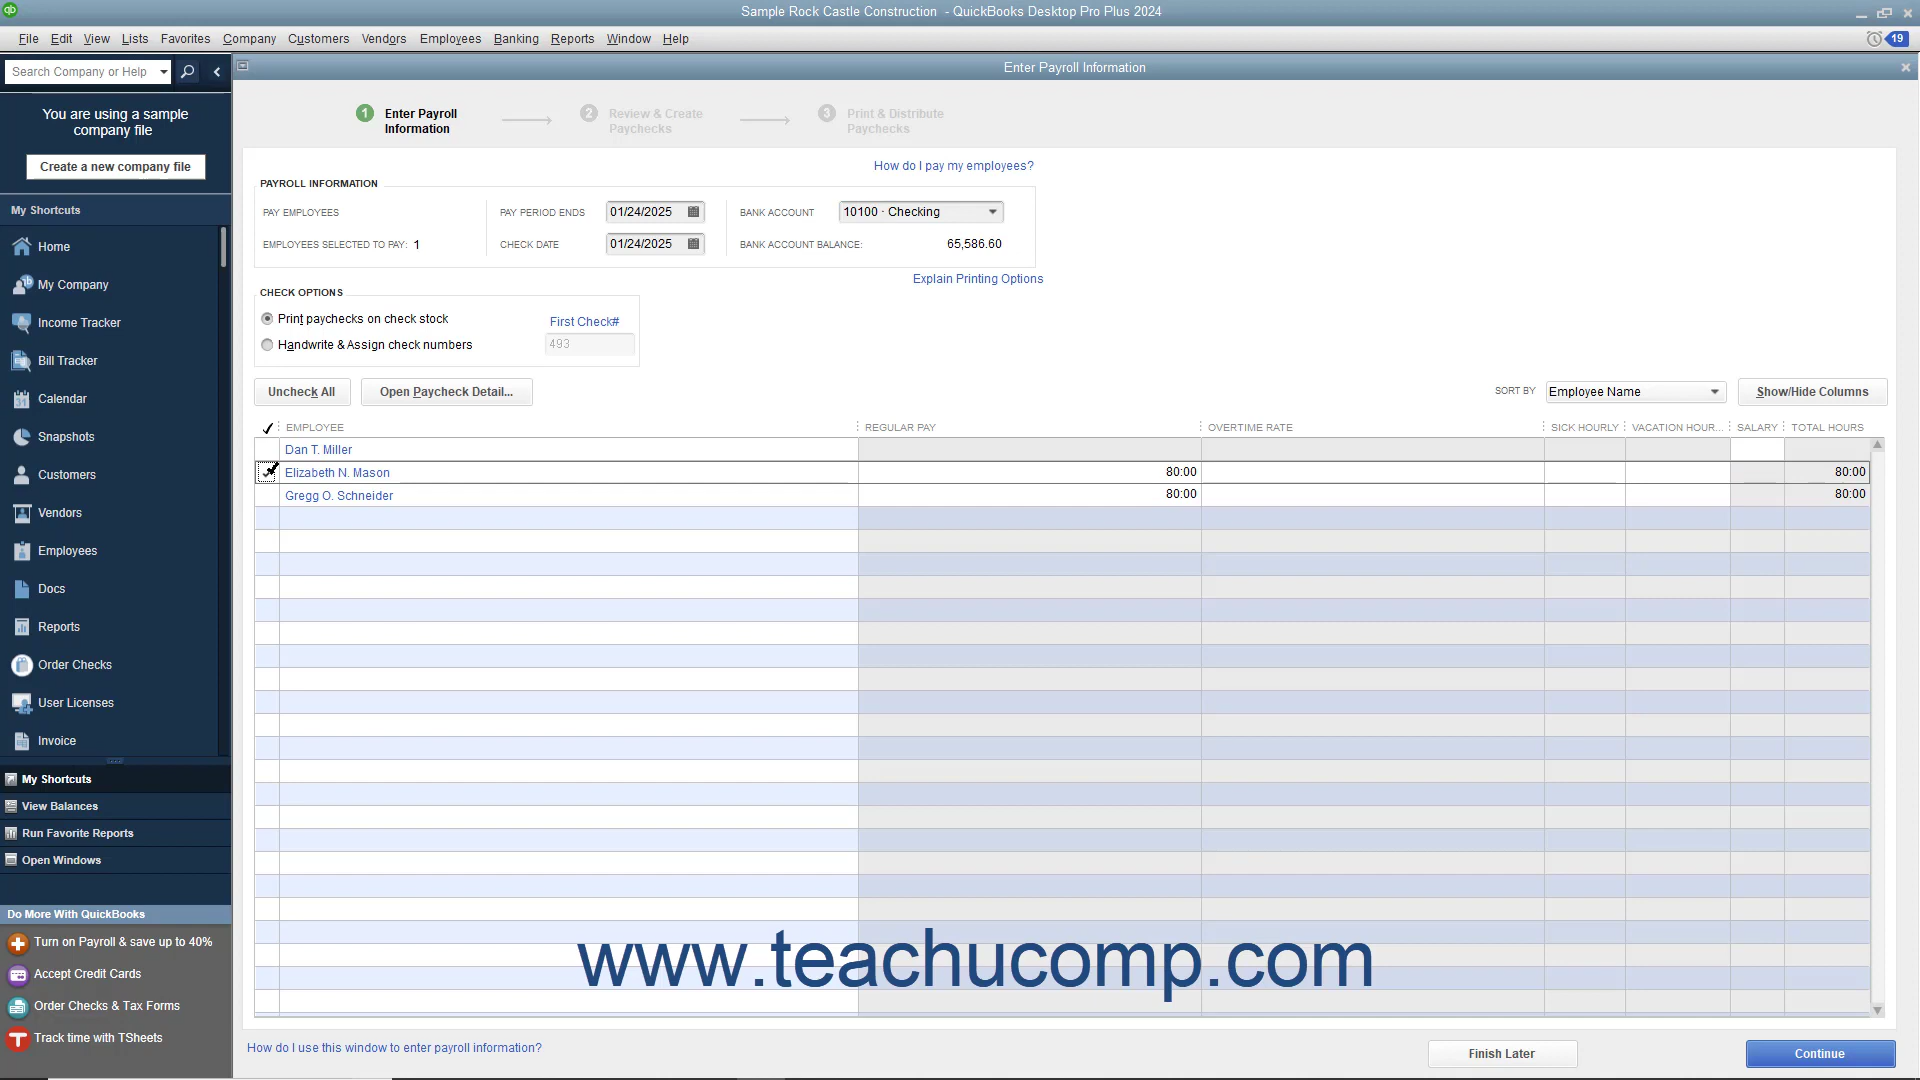 qb
Sample Rock Castle Construction - QuickBooks Desktop Pro Plus 2024
File Edit View Lists Favorites Company Customers Vendors Employees Banking Reports Window Help
19
Search Company or Help
Enter Payroll Information
You are using a sample
company file
Create a new company file
1 Enter Payroll
Information
2 Review & Create
Paychecks
3 Print & Distribute
Paychecks
How do I pay my employees?
PAYROLL INFORMATION
PAY EMPLOYEES
PAY PERIOD ENDS 01/24/2025
BANK ACCOUNT 10100 · Checking
EMPLOYEES SELECTED TO PAY: 1
CHECK DATE 01/24/2025
BANK ACCOUNT BALANCE: 65,586.60
Explain Printing Options
CHECK OPTIONS
Print paychecks on check stock
First Check#
Handwrite & Assign check numbers
493
Uncheck All
Open Paycheck Detail...
SORT BY Employee Name
Show/Hide Columns
EMPLOYEE REGULAR PAY OVERTIME RATE SICK HOURLY VACATION HOUR... SALARY TOTAL HOURS
Dan T. Miller
Elizabeth N. Mason 80:00 80:00
Gregg O. Schneider 80:00 80:00
My Shortcuts
Home
My Company
Income Tracker
Bill Tracker
Calendar
Snapshots
Customers
Vendors
Employees
Docs
Reports
Order Checks
User Licenses
Invoice
My Shortcuts
View Balances
Run Favorite Reports
Open Windows
Do More With QuickBooks
Turn on Payroll & save up to 40%
Accept Credit Cards
Order Checks & Tax Forms
Track time with TSheets
www.teachucomp.com
How do I use this window to enter payroll information?
Finish Later
Continue